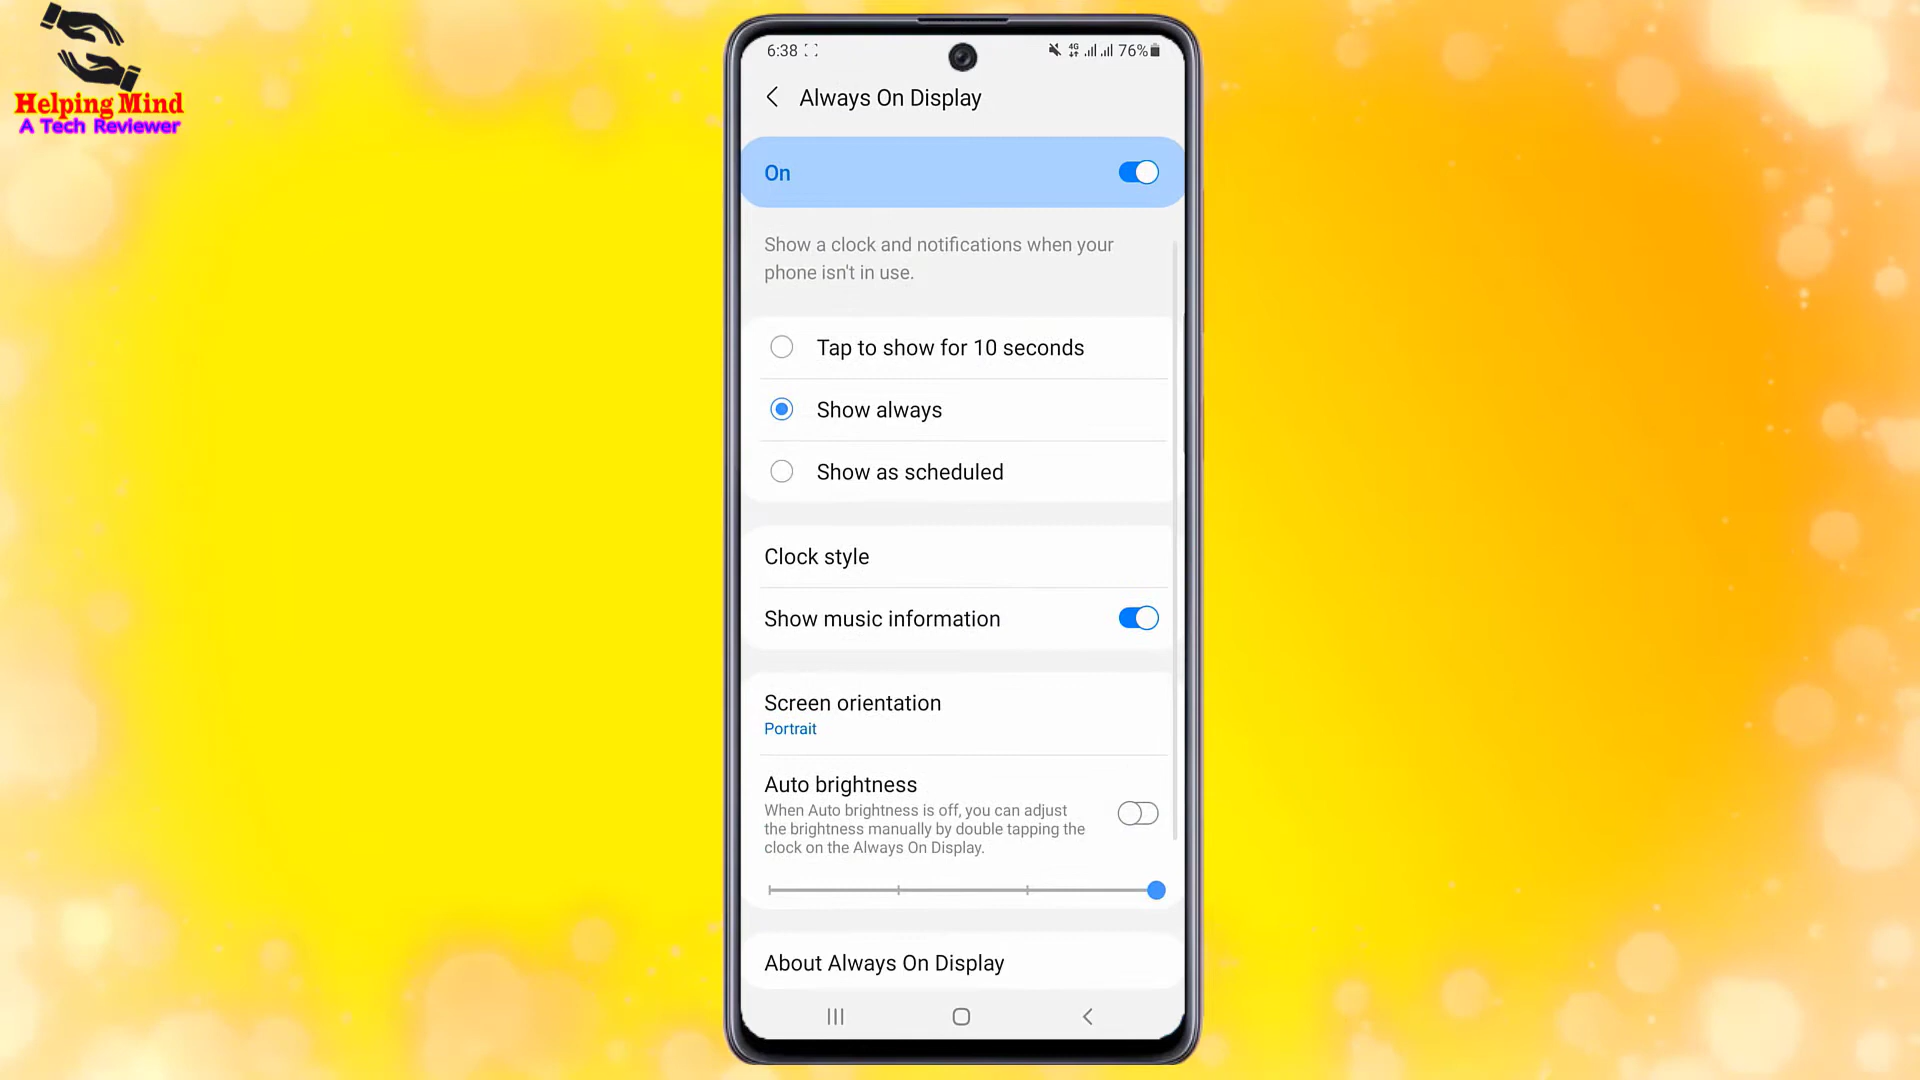 Helping Mind
A Tech Reviewer
6:38
4G 76%
Always On Display
On
Show a clock and notifications when your
phone isn't in use.
Tap to show for 10 seconds
Show always
Show as scheduled
Clock style
Show music information
Screen orientation
Portrait
Auto brightness
When Auto brightness is off, you can adjust
the brightness manually by double tapping the
clock on the Always On Display.
About Always On Display